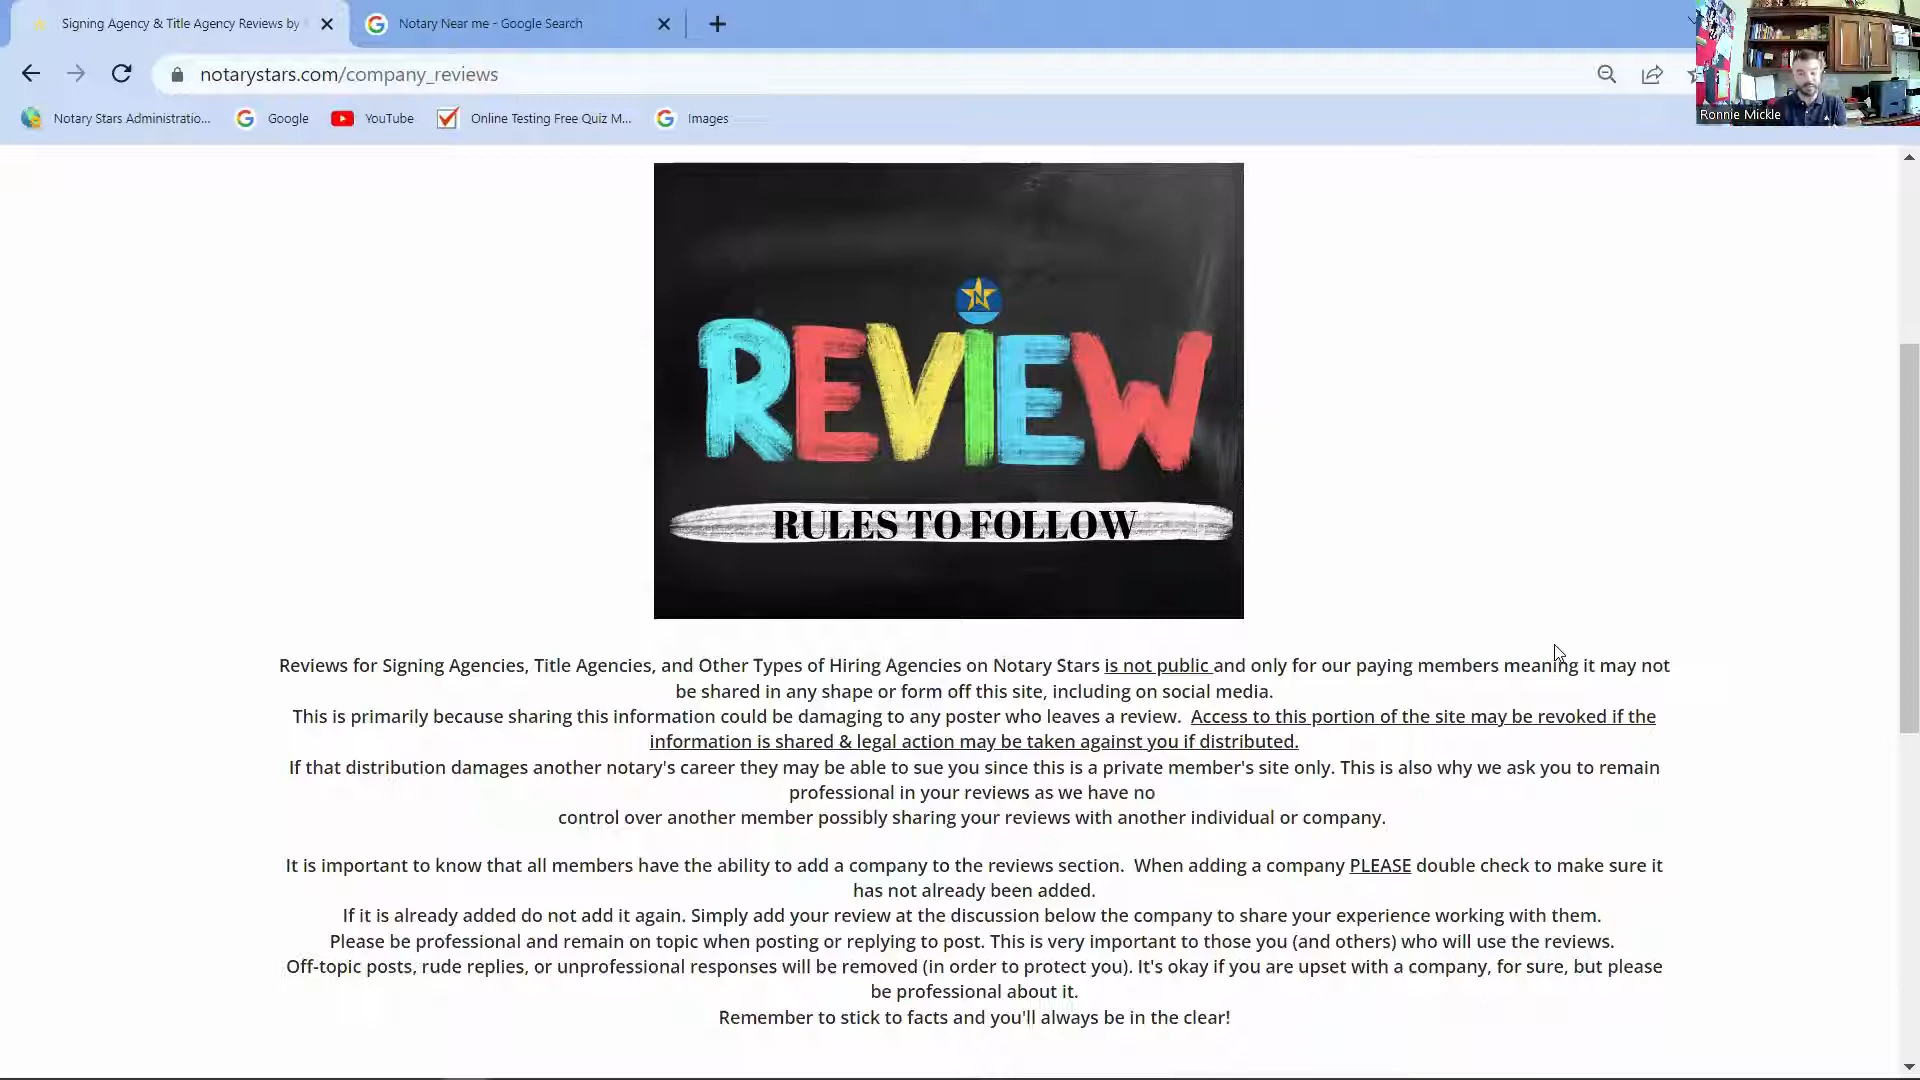 Signing Agency & Title Agency Reviews by
Notary Near me - Google Search
notarystars.com/company_reviews
Notary Stars Administratio...
Google
YouTube
Online Testing Free Quiz M...
Images
Ronnie Mickle
REVIEW
RULES TO FOLLOW
Reviews for Signing Agencies, Title Agencies, and Other Types of Hiring Agencies on Notary Stars is not public and only for our paying members meaning it may not
be shared in any shape or form off this site, including on social media.
This is primarily because sharing this information could be damaging to any poster who leaves a review. Access to this portion of the site may be revoked if the
information is shared & legal action may be taken against you if distributed.
If that distribution damages another notary's career they may be able to sue you since this is a private member's site only. This is also why we ask you to remain
professional in your reviews as we have no
control over another member possibly sharing your reviews with another individual or company.
It is important to know that all members have the ability to add a company to the reviews section. When adding a company PLEASE double check to make sure it
has not already been added.
If it is already added do not add it again. Simply add your review at the discussion below the company to share your experience working with them.
Please be professional and remain on topic when posting or replying to post. This is very important to those you (and others) who will use the reviews.
Off-topic posts, rude replies, or unprofessional responses will be removed (in order to protect you). It's okay if you are upset with a company, for sure, but please
be professional about it.
Remember to stick to facts and you'll always be in the clear!